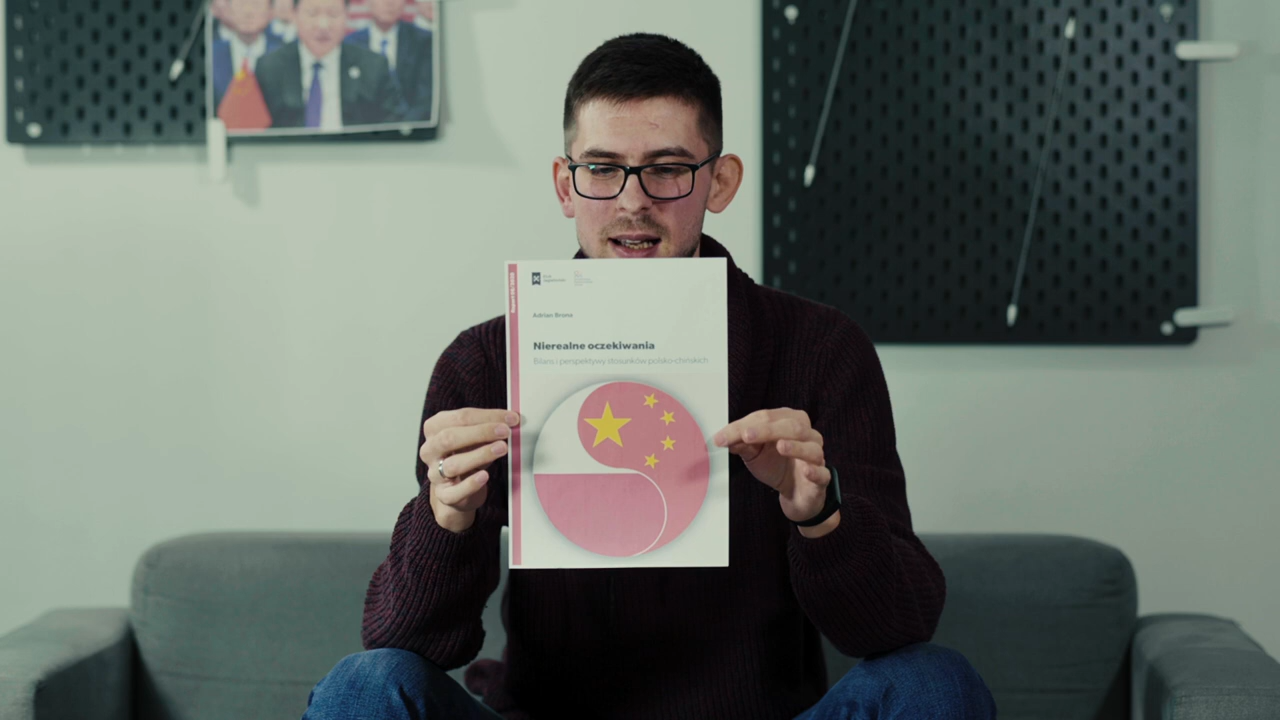 Adrian Brona
Nierealne oczekiwania
Bilans i perspektywy stosunków polsko-chińskich